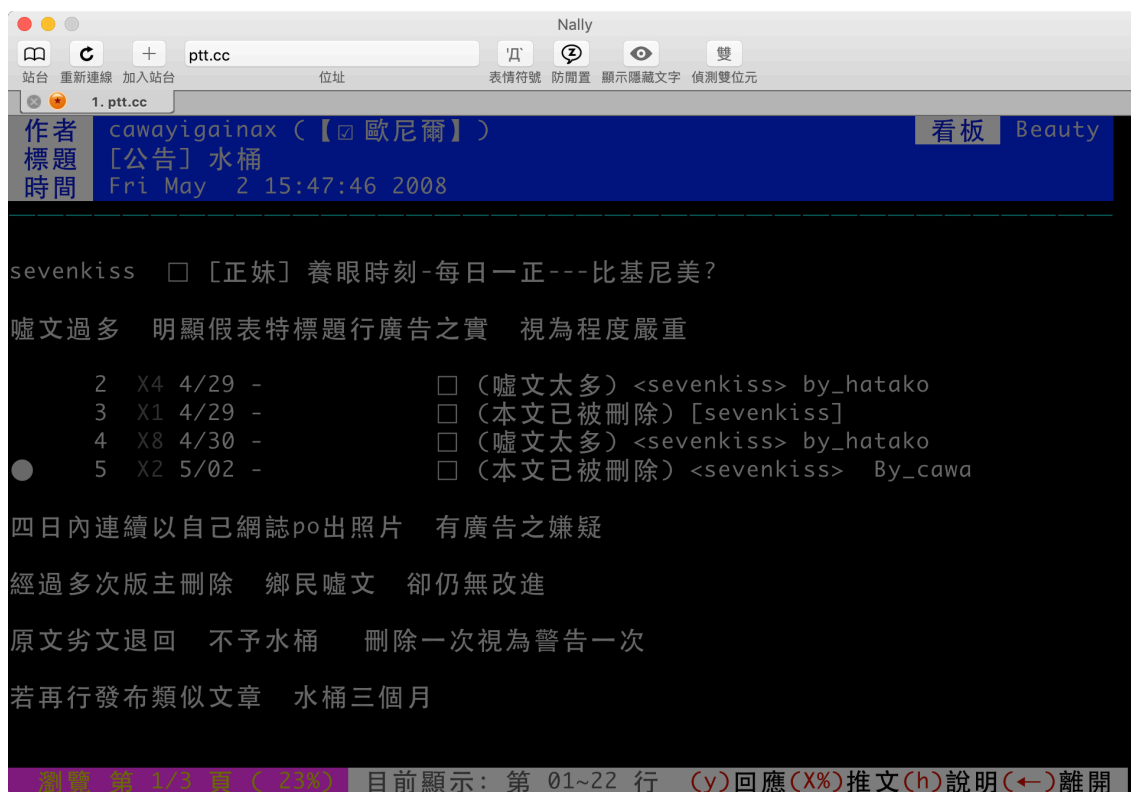 Nally
ptt.cc
'Д`
雙
站台 重新連線 加入站台 位址 表情符號 防閒置 顯示隱藏文字 偵測雙位元
1. ptt.cc
作者 cawayigainax (【☑ 歐尼爾】) 看板 Beauty
標題 [公告] 水桶
時間 Fri May 2 15:47:46 2008
sevenkiss □ [正妹] 養眼時刻-每日一正---比基尼美?
噓文過多 明顯假表特標題行廣告之實 視為程度嚴重
2 X4 4/29 - □ (噓文太多) <sevenkiss> by_hatako
3 X1 4/29 - □ (本文已被刪除) [sevenkiss]
4 X8 4/30 - □ (噓文太多) <sevenkiss> by_hatako
● 5 X2 5/02 - □ (本文已被刪除) <sevenkiss> By_cawa
四日內連續以自己網誌po出照片 有廣告之嫌疑
經過多次版主刪除 鄉民噓文 卻仍無改進
原文劣文退回 不予水桶 刪除一次視為警告一次
若再行發布類似文章 水桶三個月
瀏覽 第 1/3 頁 ( 23%) 目前顯示: 第 01~22 行 (y)回應(X%)推文(h)說明(←)離開